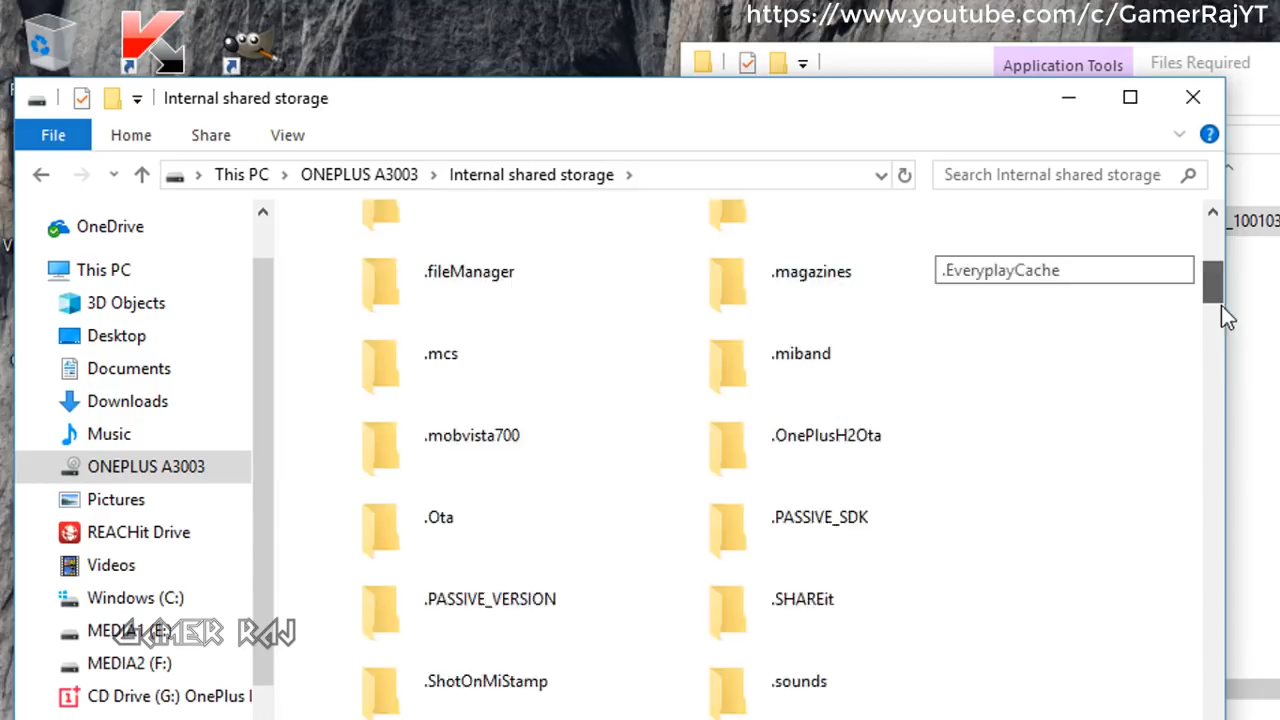 https://www.youtube.com/c/GamerRajYT
Application Tools
Files Required
Internal shared storage
File
Home
Share
View
This PC
ONEPLUS A3003
Internal shared storage
Search Internal shared storage
OneDrive
This PC
3D Objects
Desktop
Documents
Downloads
Music
ONEPLUS A3003
Pictures
REACHit Drive
Videos
Windows (C:)
MEDIA1 (E:)
MEDIA2 (F:)
CD Drive (G:) OnePlus
GAMER RAJ
.fileManager
.magazines
.EveryplayCache
.mcs
.miband
.mobvista700
.OnePlusH2Ota
.Ota
.PASSIVE_SDK
.PASSIVE_VERSION
.SHAREit
.ShotOnMiStamp
.sounds
_100103